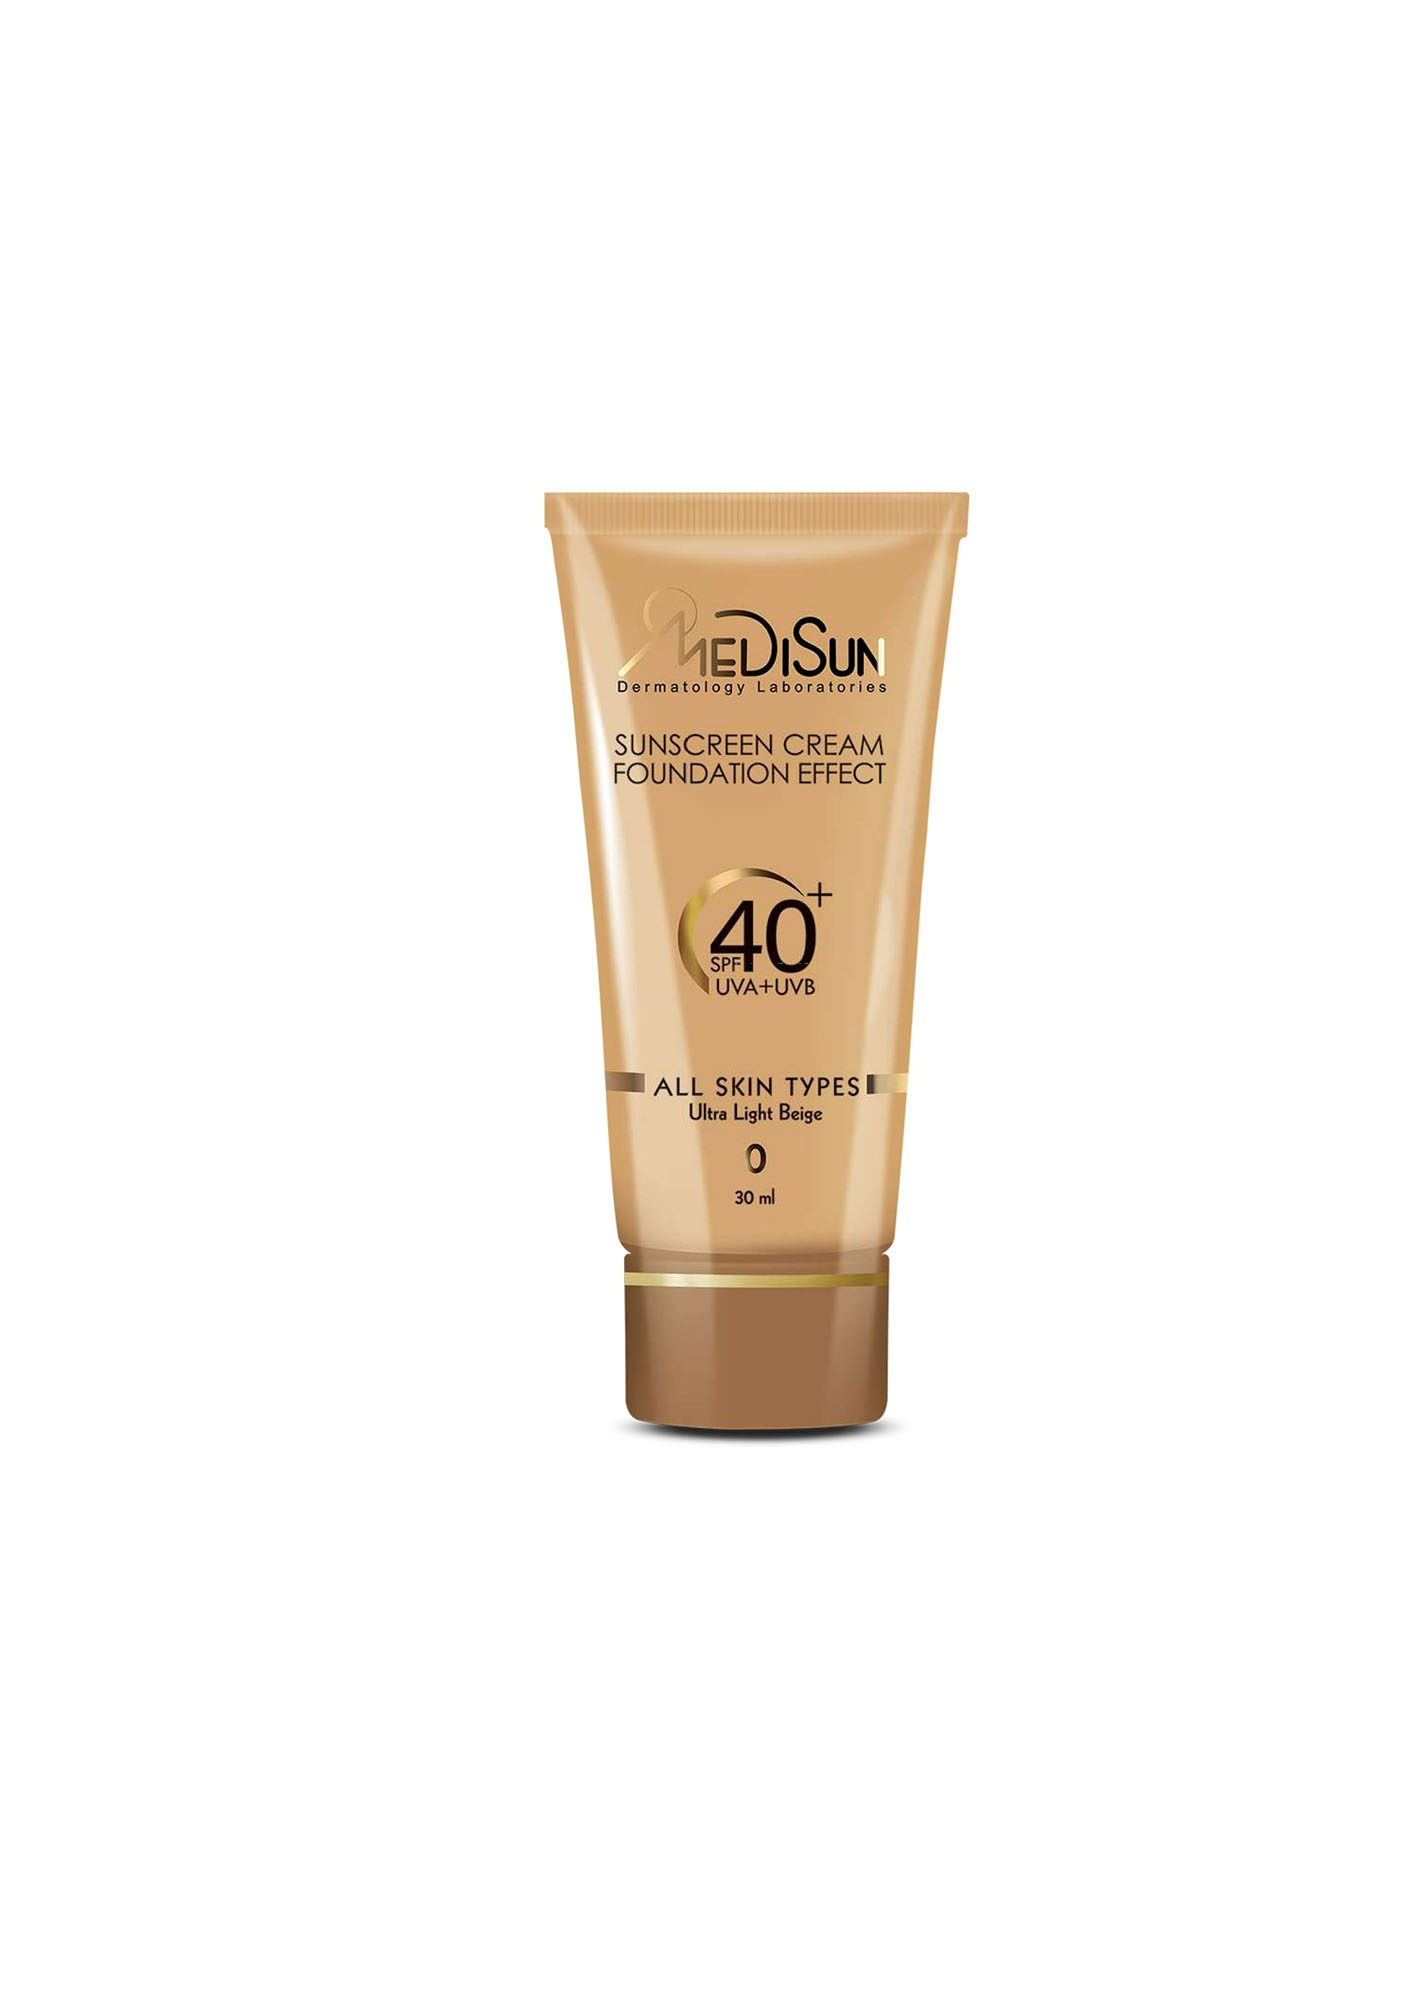 MEDISUN
Dermatology Laboratories
SUNSCREEN CREAM
FOUNDATION EFFECT
40+
SPF
UVA+UVB
ALL SKIN TYPES
Ultra Light Beige
0
30 ml